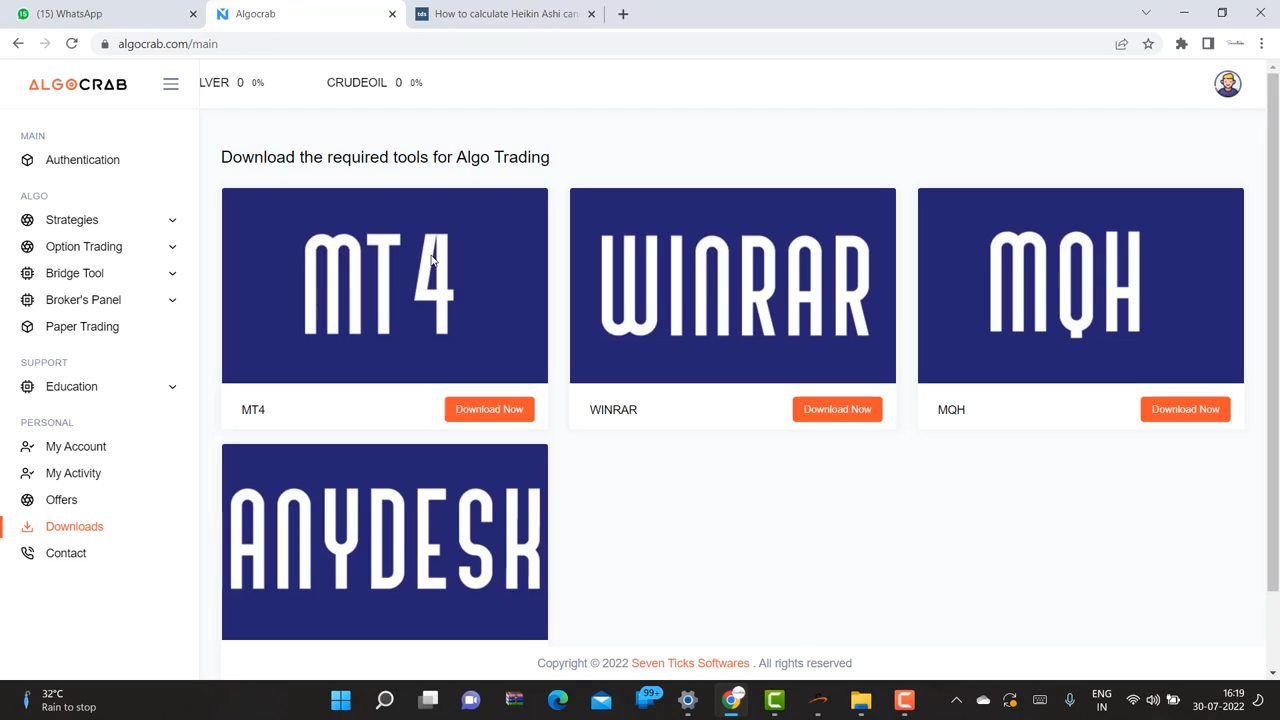 (15) WhatsApp
Algocrab
How to calculate Heikin Ashi can
algocrab.com/main
ALGOCRAB
LVER 0 0%
CRUDEOIL 0 0%
MAIN
Authentication
ALGO
Strategies
Option Trading
Bridge Tool
Broker's Panel
Paper Trading
SUPPORT
Education
PERSONAL
My Account
My Activity
Offers
Downloads
Contact
Download the required tools for Algo Trading
MT4
WINRAR
MQH
MT4 Download Now
WINRAR Download Now
MQH Download Now
ANYDESK
Copyright © 2022 Seven Ticks Softwares . All rights reserved
32°C
Rain to stop
99+
ENG
IN
16:19
30-07-2022